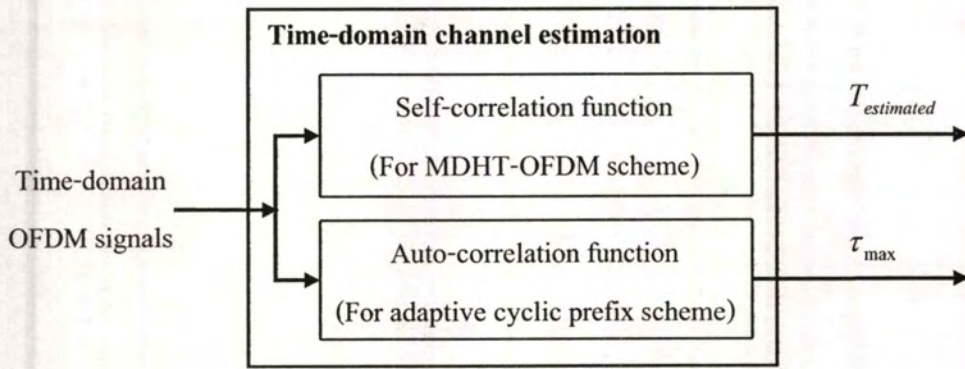 Time-domain channel estimation
Self-correlation function
(For MDHT-OFDM scheme)
T_estimated
Time-domain
OFDM signals
Auto-correlation function
(For adaptive cyclic prefix scheme)
τ_max